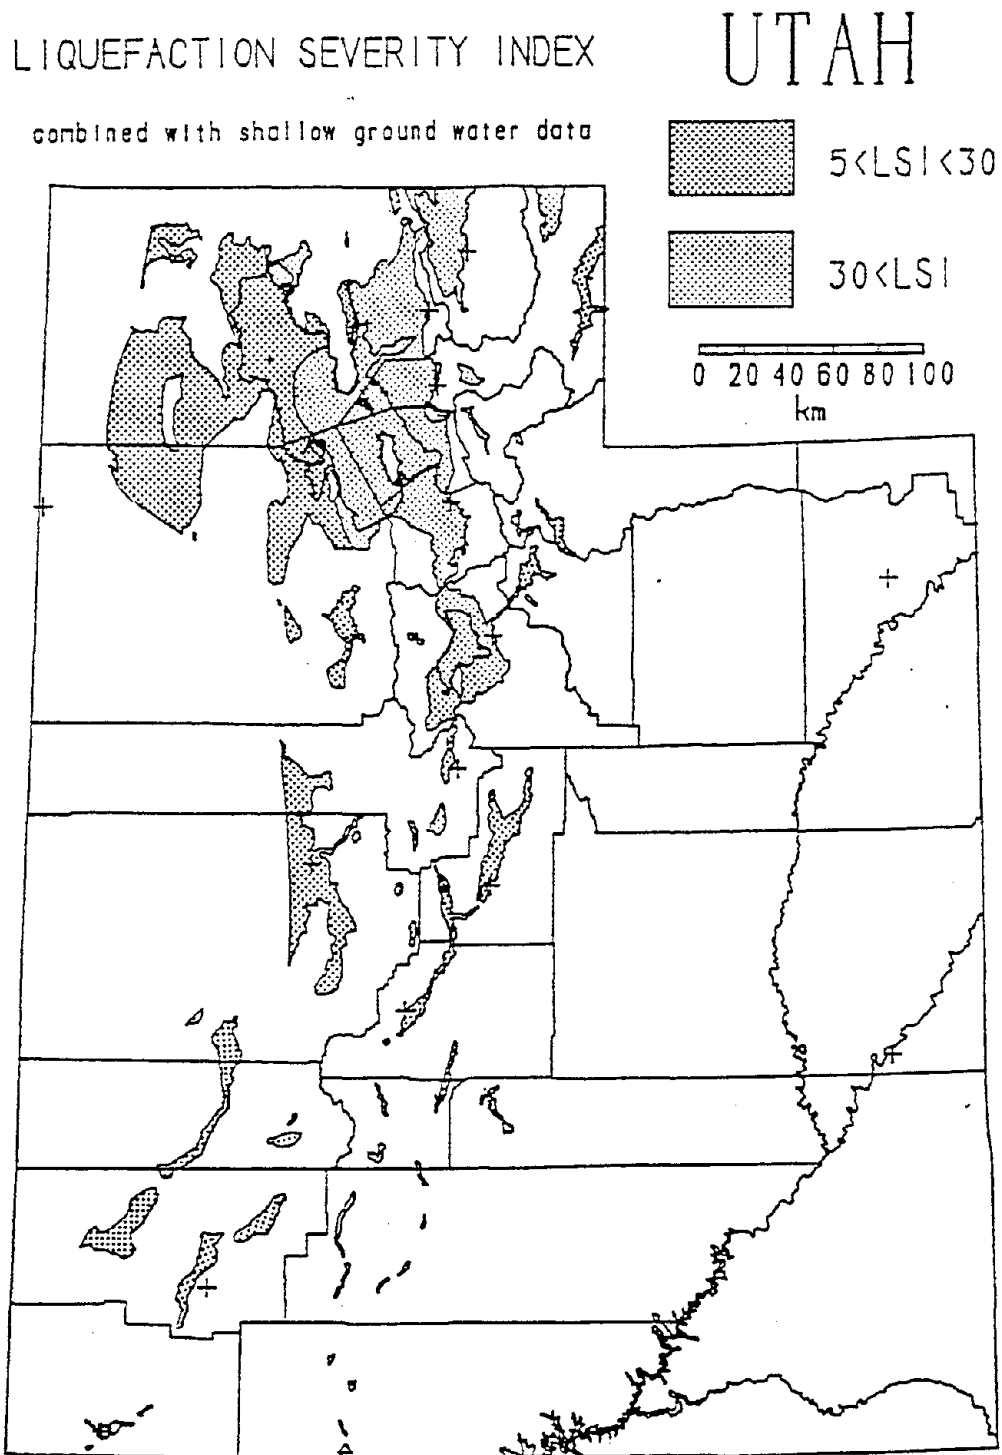 LIQUEFACTION SEVERITY INDEX
UTAH
combined with shallow ground water data
5<LSI<30
30<LSI
0 20 40 60 80 100
km